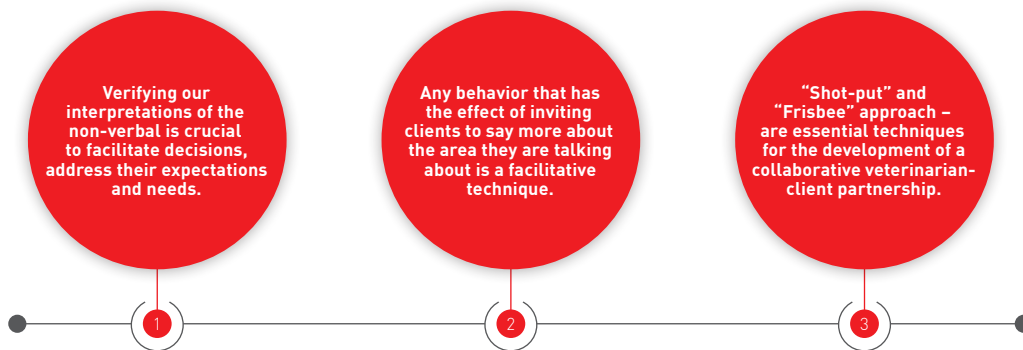 Verifying our
interpretations of the
non-verbal is crucial
to facilitate decisions,
address their expectations
and needs.
Any behavior that has
the effect of inviting
clients to say more about
the area they are talking
about is a facilitative
technique.
“Shot-put” and
“Frisbee” approach –
are essential techniques
for the development of a
collaborative veterinarian-
client partnership.
1
2
3